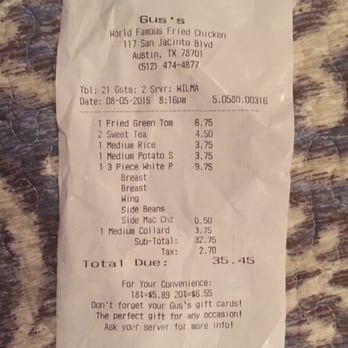 Gus's
World Famous Fried Chicken
117 San Jacinto Blvd
Austin, TX 78701
(512) 474-4877
Tbl: 21 Gsts: 2 Srvr: WILMA
Date: 08-05-2015 8:16pm 5.0580.00316
1 Fried Green Tom 6.75
2 Sweet Tea 4.50
1 Medium Rice 3.75
1 Medium Potato S 3.75
1 3 Piece White P 9.75
Breast
Breast
Wing
Side Beans
Side Mac Chz 0.50
1 Medium Collard 3.75
Sub-Total: 32.75
Tax: 2.70
Total Due: 35.45
For Your Convenience:
18%=$5.89 20%=$6.55
Don't forget your Gus's gift cards!
The perfect gift for any occasion!
Ask your server for more info!